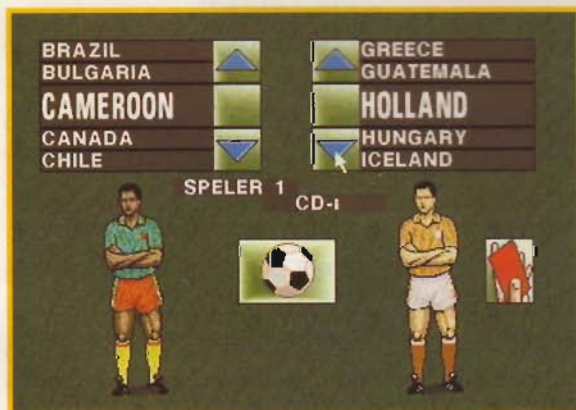 BRAZIL
BULGARIA
CAMEROON
CANADA
CHILE
GREECE
GUATEMALA
HOLLAND
HUNGARY
ICELAND
SPELER 1
CD-i